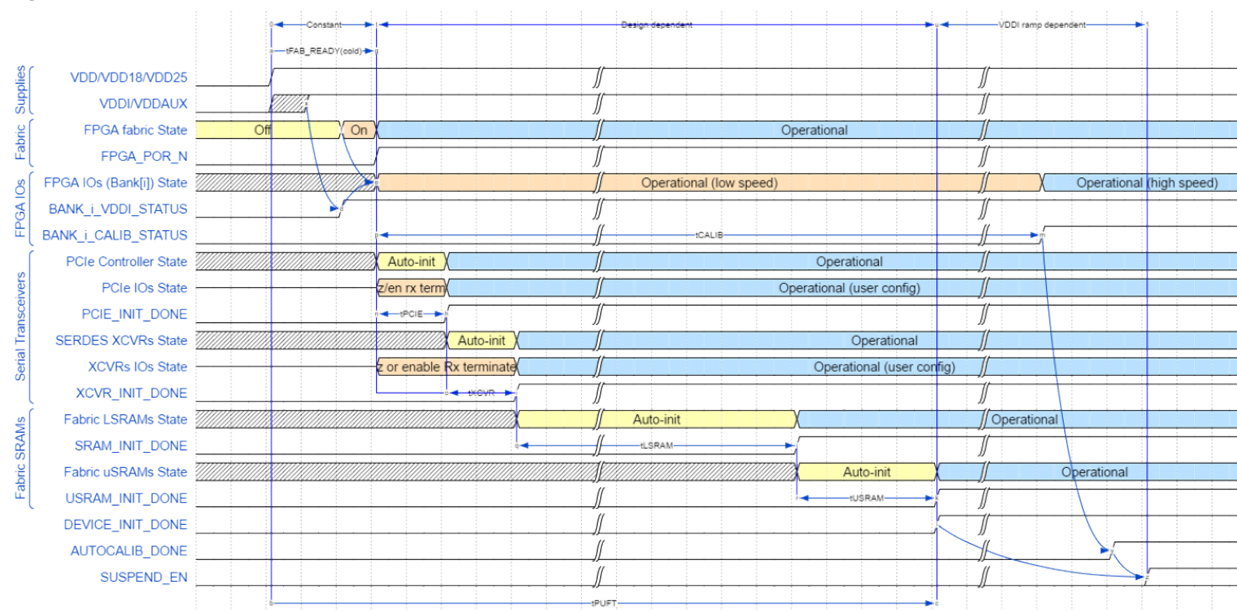 Constant
Design dependent
VDDI ramp dependent
tFAB_READY(cold)
Supplies
VDD/VDD18/VDD25
VDDI/VDDAUX
Fabric
FPGA fabric State
Off
On
Operational
FPGA_POR_N
FPGA IOs
FPGA IOs (Bank[i]) State
Operational (low speed)
Operational (high speed)
BANK_i_VDDI_STATUS
BANK_i_CALIB_STATUS
tCALIB
Serial Transceivers
PCIe Controller State
Auto-init
Operational
PCIe IOs State
z/en rx term
Operational (user config)
PCIE_INIT_DONE
tPCIE
SERDES XCVRs State
Auto-init
Operational
XCVRs IOs State
z or enable Rx terminate
Operational (user config)
XCVR_INIT_DONE
tXCVR
Fabric SRAMs
Fabric LSRAMs State
Auto-init
Operational
SRAM_INIT_DONE
tLSRAM
Fabric uSRAMs State
Auto-init
Operational
USRAM_INIT_DONE
tUSRAM
DEVICE_INIT_DONE
AUTOCALIB_DONE
SUSPEND_EN
tPUFT